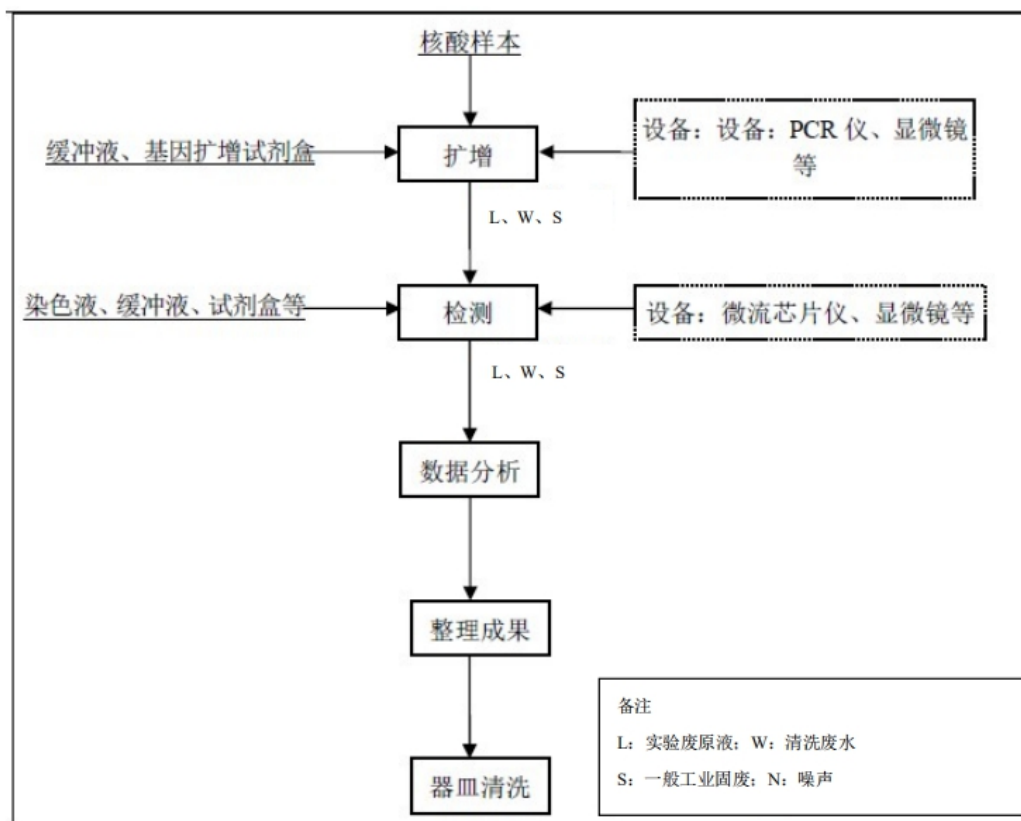 核酸样本
缓冲液、基因扩增试剂盒
扩增
设备：设备：PCR 仪、显微镜
等
L、W、S
染色液、缓冲液、试剂盒等
检测
设备：微流芯片仪、显微镜等
L、W、S
数据分析
整理成果
器皿清洗
备注
L：实验废原液；W：清洗废水
S：一般工业固废；N：噪声